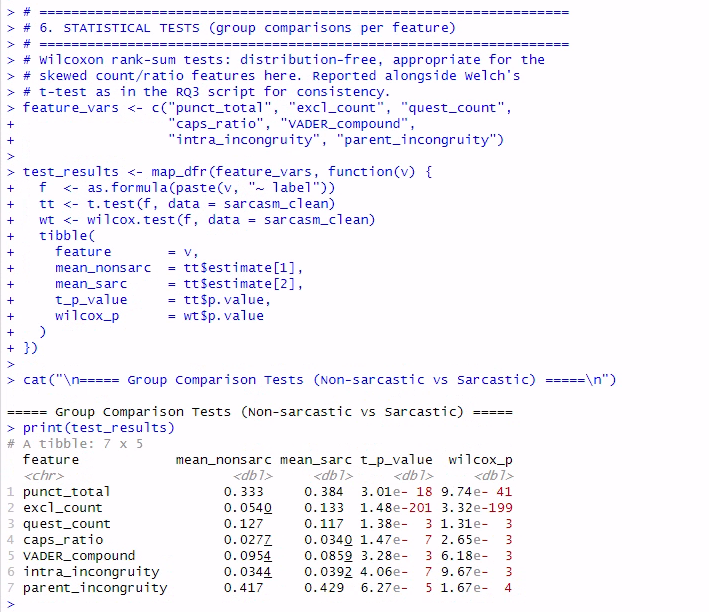 > # ===============================================================
> # 6. STATISTICAL TESTS (group comparisons per feature)
> # ===============================================================
> # Wilcoxon rank-sum tests: distribution-free, appropriate for the
> # skewed count/ratio features here. Reported alongside Welch's
> # t-test as in the RQ3 script for consistency.
> feature_vars <- c("punct_total", "excl_count", "quest_count",
+                   "caps_ratio", "VADER_compound",
+                   "intra_incongruity", "parent_incongruity")
>
> test_results <- map_dfr(feature_vars, function(v) {
+   f  <- as.formula(paste(v, "~ label"))
+   tt <- t.test(f, data = sarcasm_clean)
+   wt <- wilcox.test(f, data = sarcasm_clean)
+   tibble(
+     feature      = v,
+     mean_nonsarc = tt$estimate[1],
+     mean_sarc    = tt$estimate[2],
+     t_p_value    = tt$p.value,
+     wilcox_p     = wt$p.value
+   )
+ })
>
> cat("\n===== Group Comparison Tests (Non-sarcastic vs Sarcastic) =====\n")

===== Group Comparison Tests (Non-sarcastic vs Sarcastic) =====
> print(test_results)
# A tibble: 7 x 5
  feature            mean_nonsarc mean_sarc t_p_value  wilcox_p
  <chr>                     <dbl>     <dbl>     <dbl>     <dbl>
1 punct_total              0.333     0.384  3.01e- 18 9.74e- 41
2 excl_count               0.0540    0.133  1.48e-201 3.32e-199
3 quest_count              0.127     0.117  1.38e-  3 1.31e-  3
4 caps_ratio               0.0277    0.0340 1.47e-  7 2.65e-  3
5 VADER_compound           0.0954    0.0859 3.28e-  3 6.18e-  3
6 intra_incongruity        0.0344    0.0392 4.06e-  7 9.67e-  3
7 parent_incongruity       0.417     0.429  6.27e-  5 1.67e-  4
>